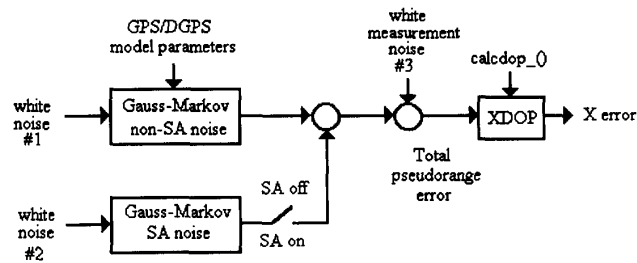 GPS/DGPS
model parameters
white
measurement
noise
#3
calcdop_()
white
noise
#1
Gauss-Markov
non-SA noise
XDOP
X error
Total
pseudorange
error
SA off
white
noise
#2
Gauss-Markov
SA noise
SA on